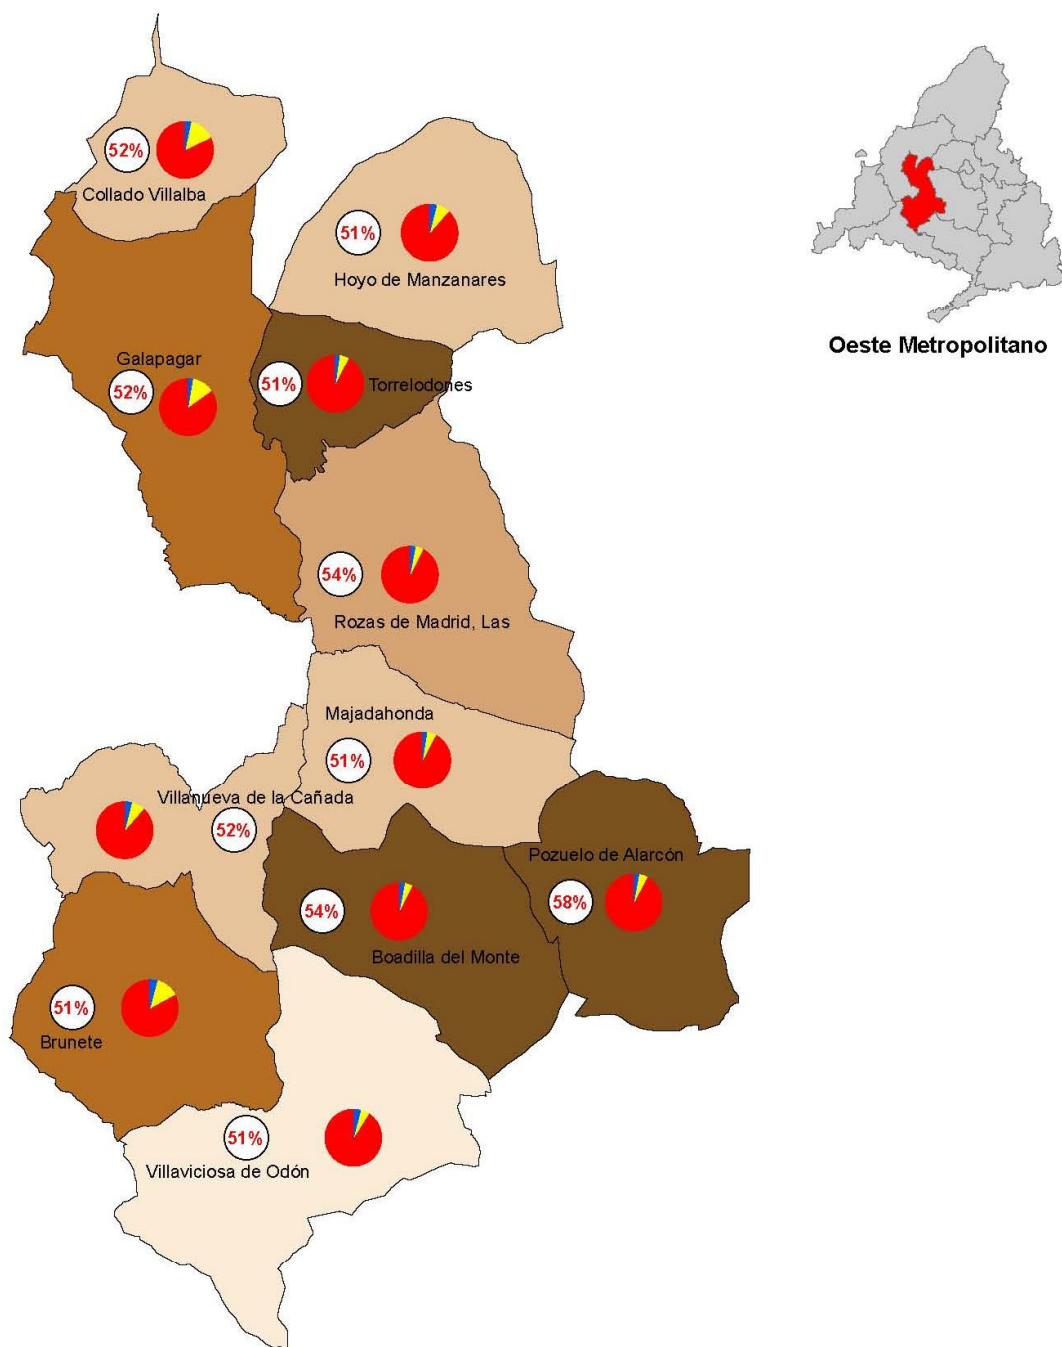 52%
Collado Villalba
51%
Hoyo de Manzanares
Oeste Metropolitano
Galapagar
52%
51%
Torrelodones
54%
Rozas de Madrid, Las
Majadahonda
51%
Villanueva de la Cañada
52%
Pozuelo de Alarcón
58%
54%
Boadilla del Monte
51%
Brunete
51%
Villaviciosa de Odón